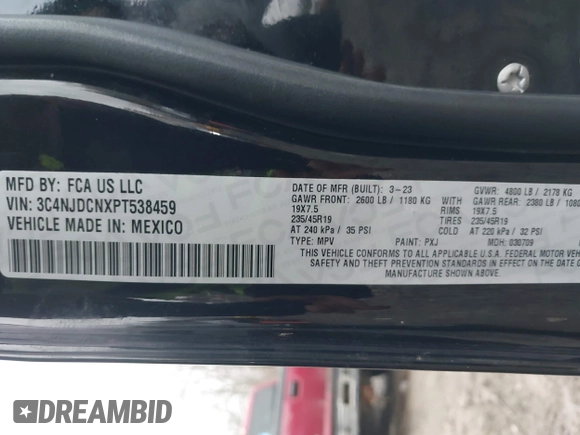 MFD BY: FCA US LLC
VIN: 3C4NJDCNXPT538459
VEHICLE MADE IN: MEXICO
DATE OF MFR (BUILT): 3-23
GVWR: 4800 LB / 2178 KG
GAWR FRONT: 2600 LB / 1180 KG
GAWR REAR: 2380 LB / 1080
19X7.5
RIMS
19X7.5
235/45R19
TIRES
235/45R19
AT 240 kPa / 35 PSI
COLD
AT 220 kPa / 32 PSI
TYPE: MPV
PAINT: PXJ
MDH: 030709
THIS VEHICLE CONFORMS TO ALL APPLICABLE U.S.A. FEDERAL MOTOR VEH
SAFETY AND THEFT PREVENTION STANDARDS IN EFFECT ON THE DATE O
MANUFACTURE SHOWN ABOVE.
DREAMBID